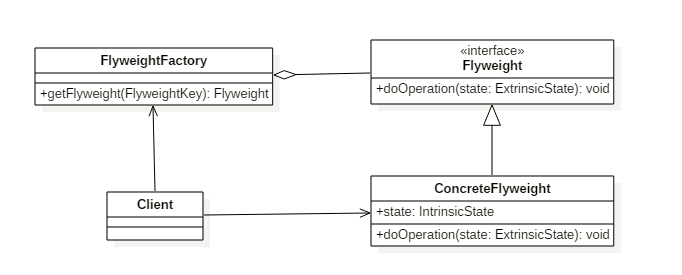 FlyweightFactory
+getFlyweight(FlyweightKey): Flyweight
«interface»
Flyweight
+doOperation(state: ExtrinsicState): void
Client
ConcreteFlyweight
+state: IntrinsicState
+doOperation(state: ExtrinsicState): void